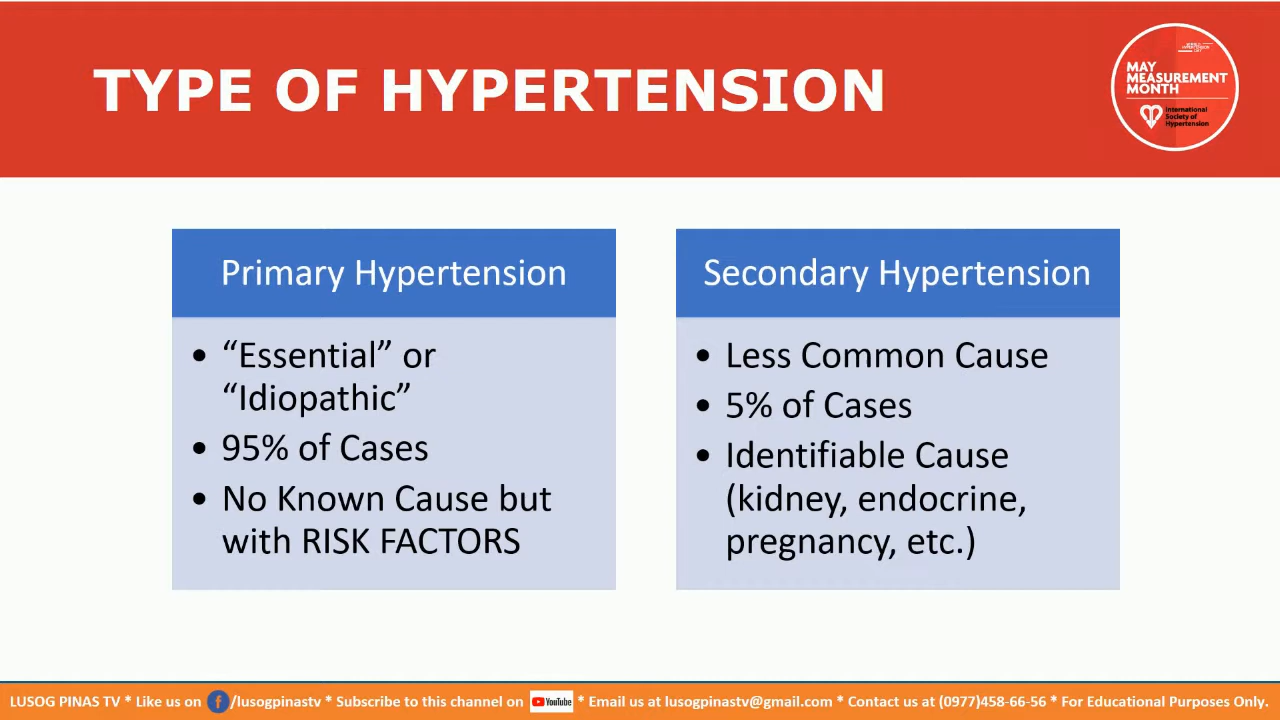 TYPE OF HYPERTENSION
WORLD
HYPERTENSION
DAY
MAY
MEASUREMENT
MONTH
International
Society of
Hypertension
Primary Hypertension
• “Essential” or
“Idiopathic”
• 95% of Cases
• No Known Cause but
with RISK FACTORS
Secondary Hypertension
• Less Common Cause
• 5% of Cases
• Identifiable Cause
(kidney, endocrine,
pregnancy, etc.)
LUSOG PINAS TV * Like us on f /lusogpinastv * Subscribe to this channel on YouTube * Email us at lusogpinastv@gmail.com * Contact us at (0977)458-66-56 * For Educational Purposes Only.